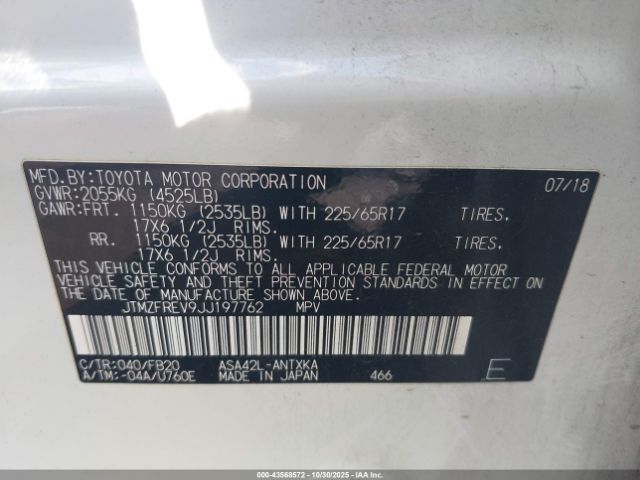 MFD.BY:TOYOTA MOTOR CORPORATION 07/18
GVWR:2055KG (4525LB)
GAWR:FRT. 1150KG (2535LB) WITH 225/65R17 TIRES.
17X6 1/2J RIMS.
RR. 1150KG (2535LB) WITH 225/65R17 TIRES.
17X6 1/2J RIMS.
THIS VEHICLE CONFORMS TO ALL APPLICABLE FEDERAL MOTOR
VEHICLE SAFETY AND THEFT PREVENTION STANDARDS IN EFFECT ON
THE DATE OF MANUFACTURE SHOWN ABOVE.
JTMZFREV9JJ197762 MPV
C/TR:040/FB20 ASA42L-ANTXKA
A/TM:-04A/U760E MADE IN JAPAN 466 E
000-43568572 | 10/30/2025 | IAAI.COM